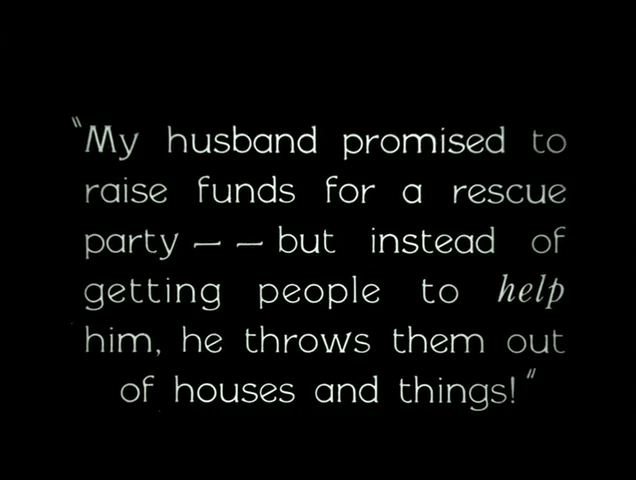 "My husband promised to
raise funds for a rescue
party — — but instead of
getting people to help
him, he throws them out
of houses and things!"